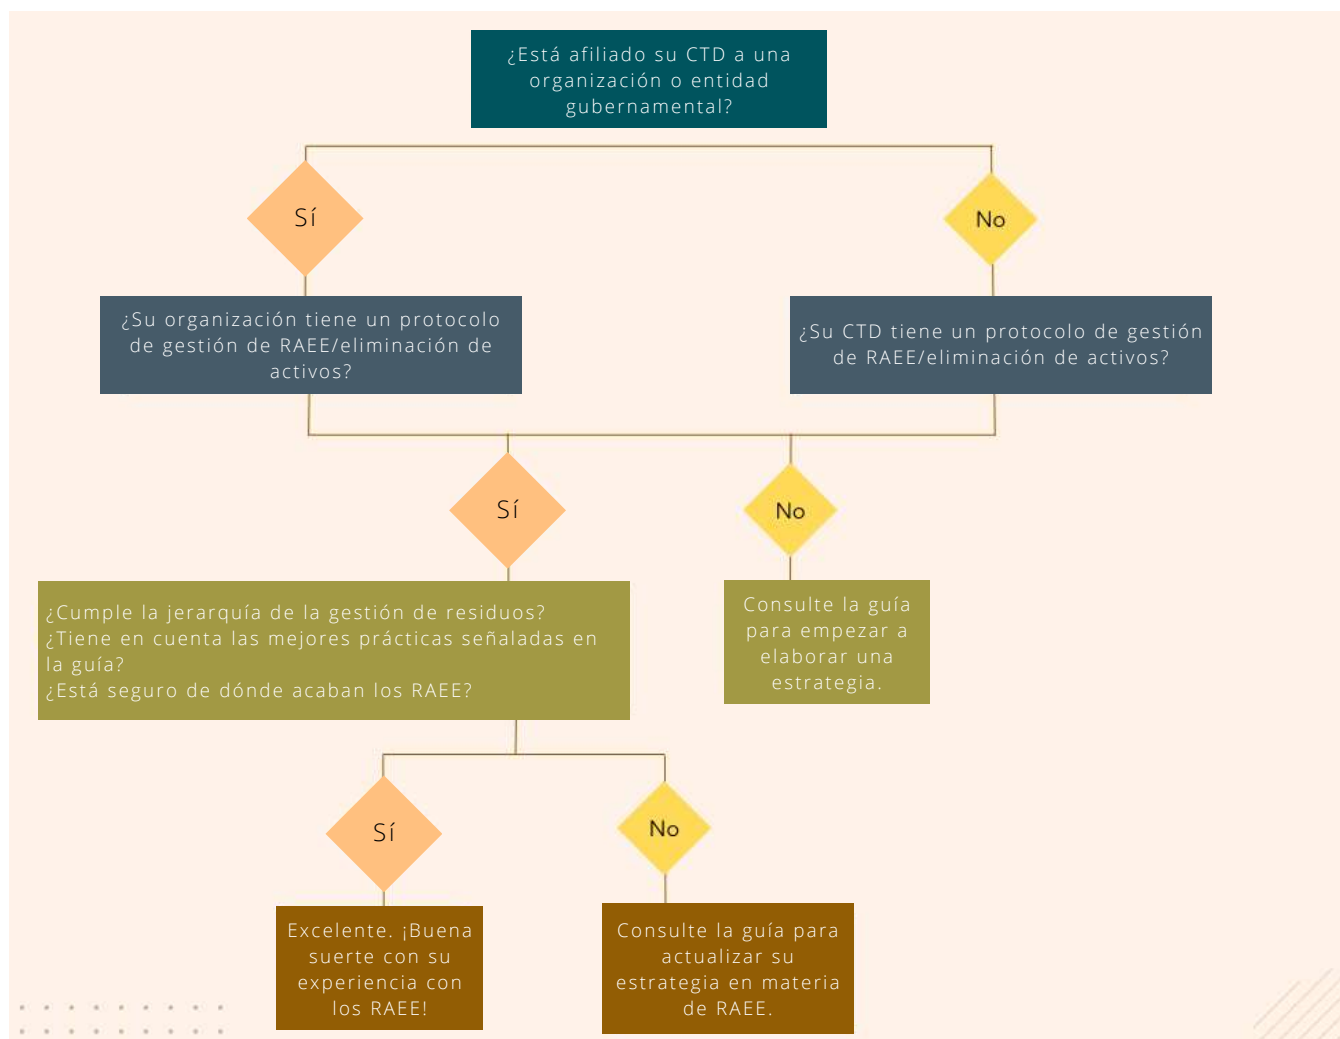 ¿Está afiliado su CTD a una
organización o entidad
gubernamental?
Sí
No
¿Su organización tiene un protocolo
de gestión de RAEE/eliminación de
activos?
¿Su CTD tiene un protocolo de gestión
de RAEE/eliminación de activos?
Sí
No
¿Cumple la jerarquía de la gestión de residuos?
¿Tiene en cuenta las mejores prácticas señaladas en
la guía?
¿Está seguro de dónde acaban los RAEE?
Consulte la guía
para empezar a
elaborar una
estrategia.
Sí
No
Excelente. ¡Buena
suerte con su
experiencia con
los RAEE!
Consulte la guía para
actualizar su
estrategia en materia
de RAEE.